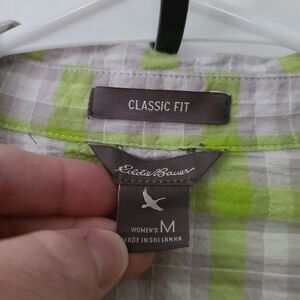 CLASSIC FIT
Eddie Bauer
WOMEN'S M
MADE IN SRI LANKA